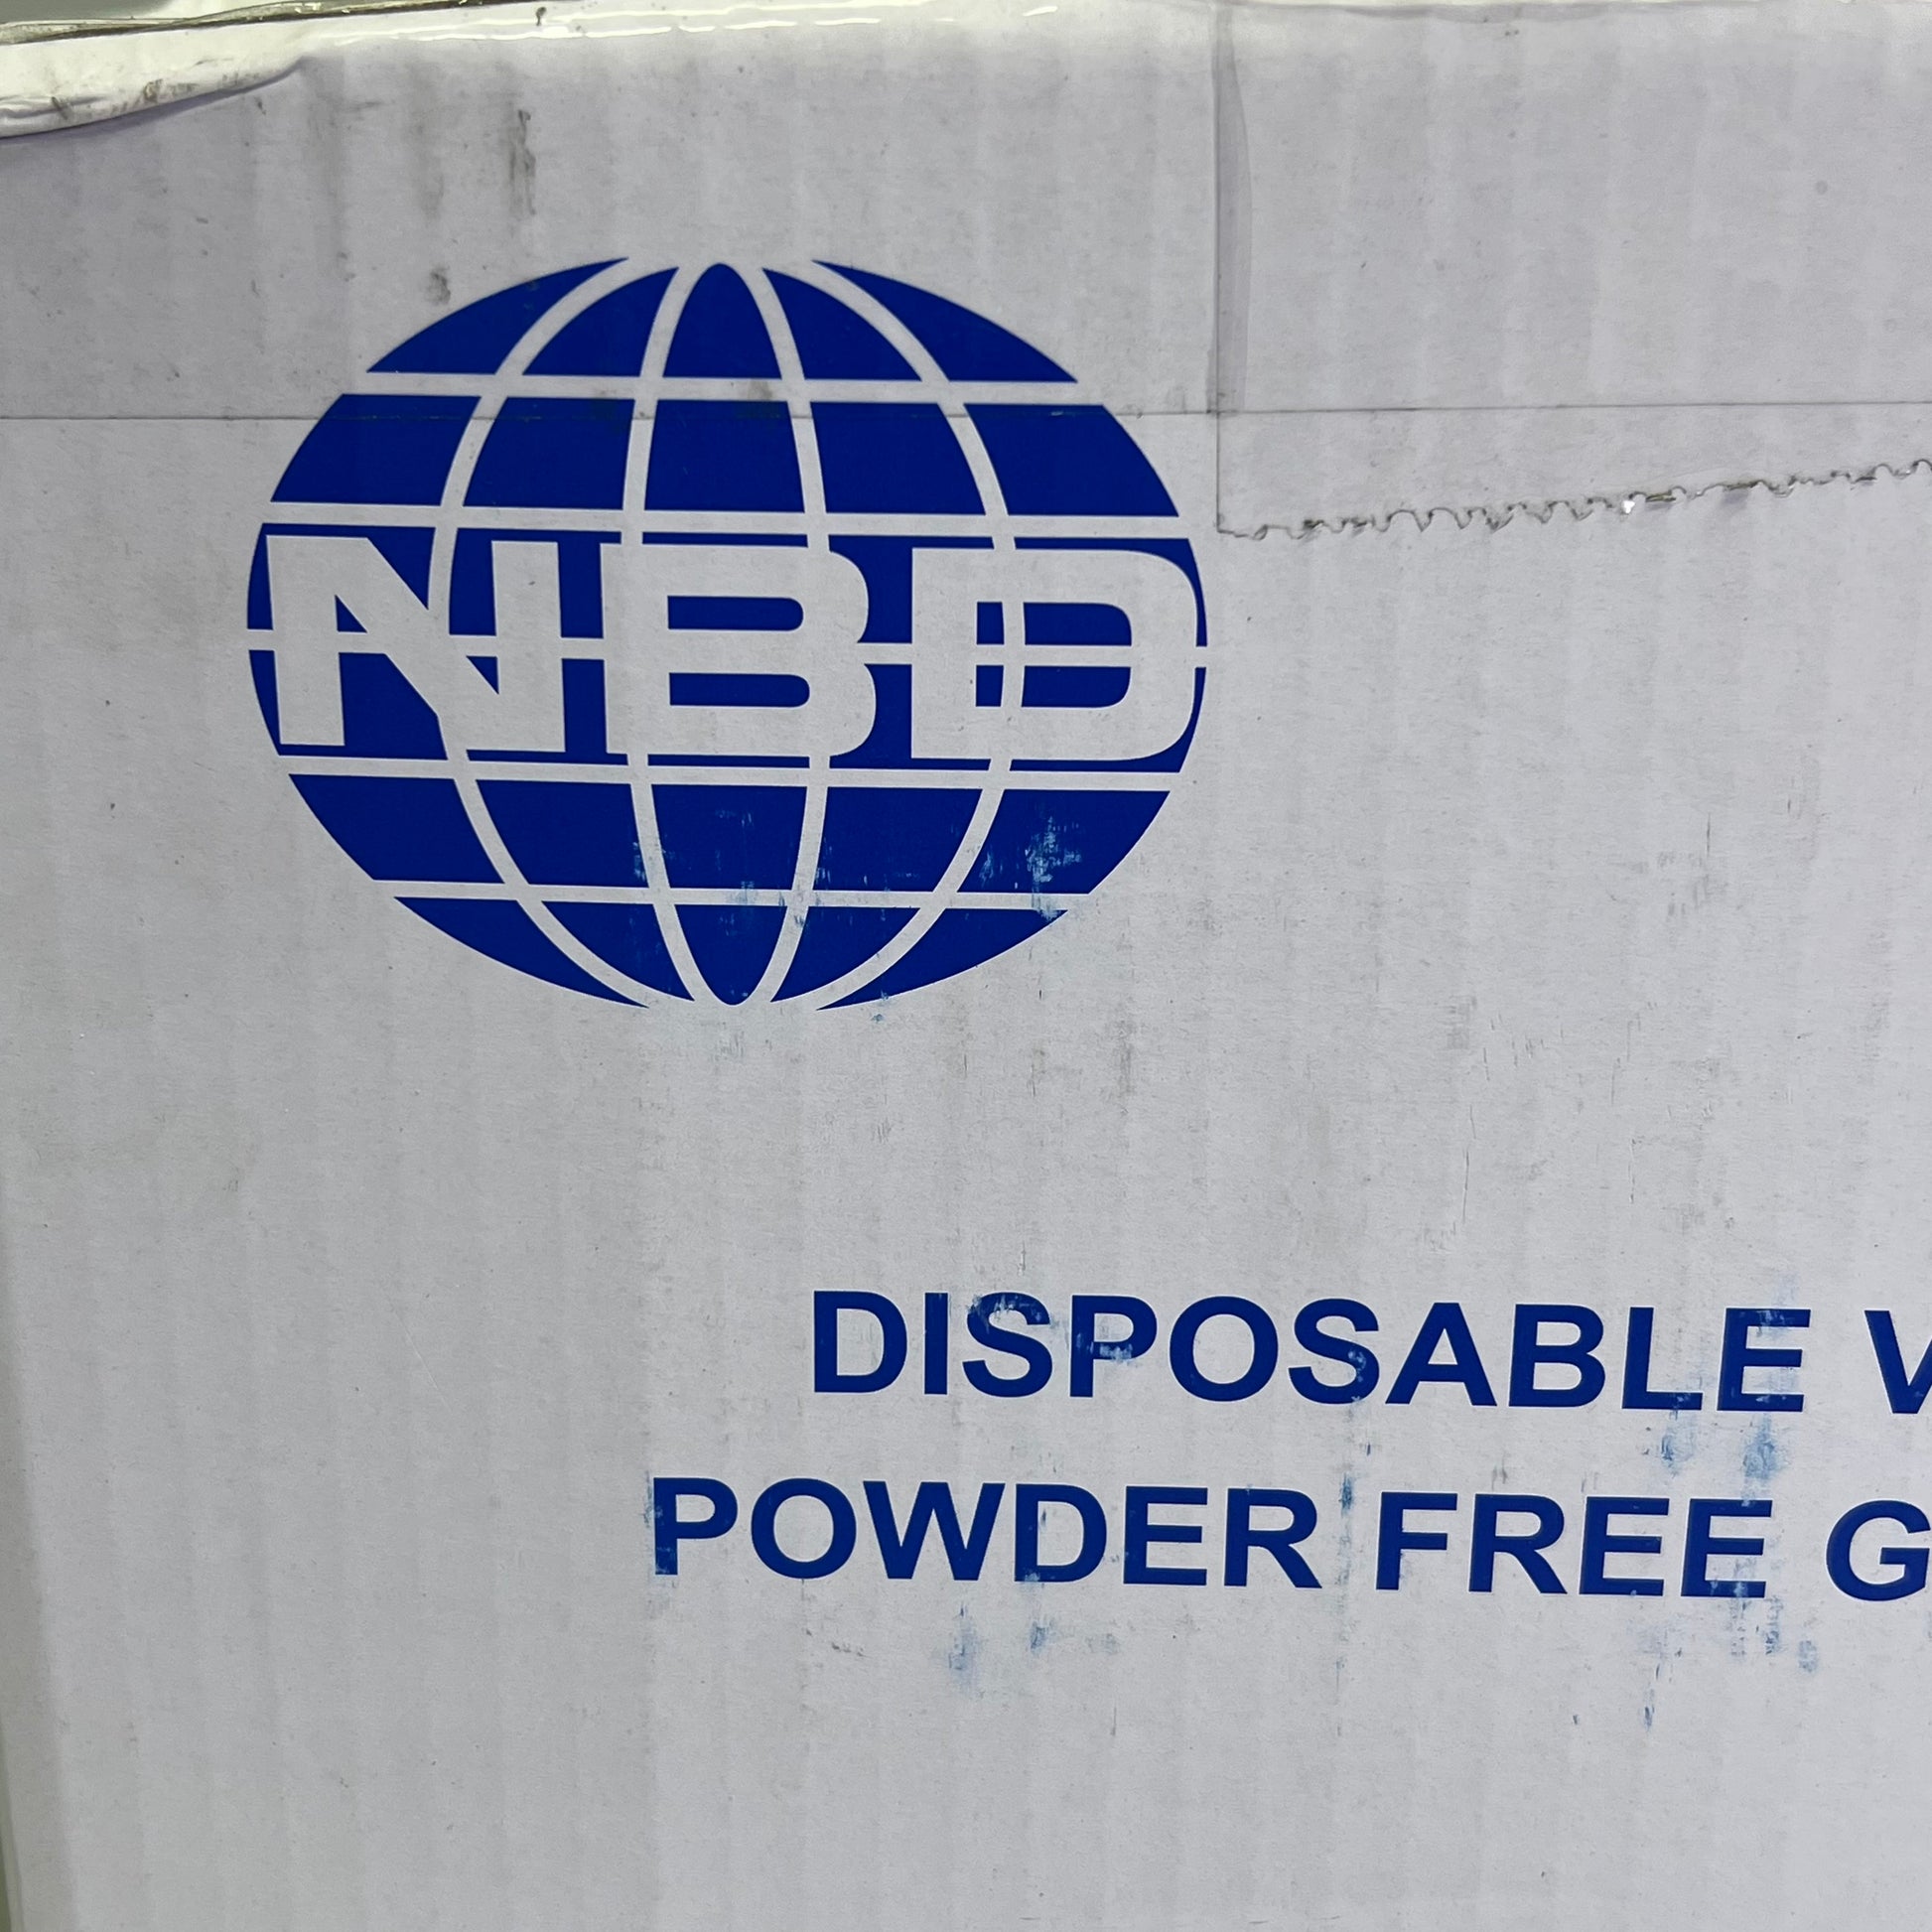 NBD
DISPOSABLE V
POWDER FREE G